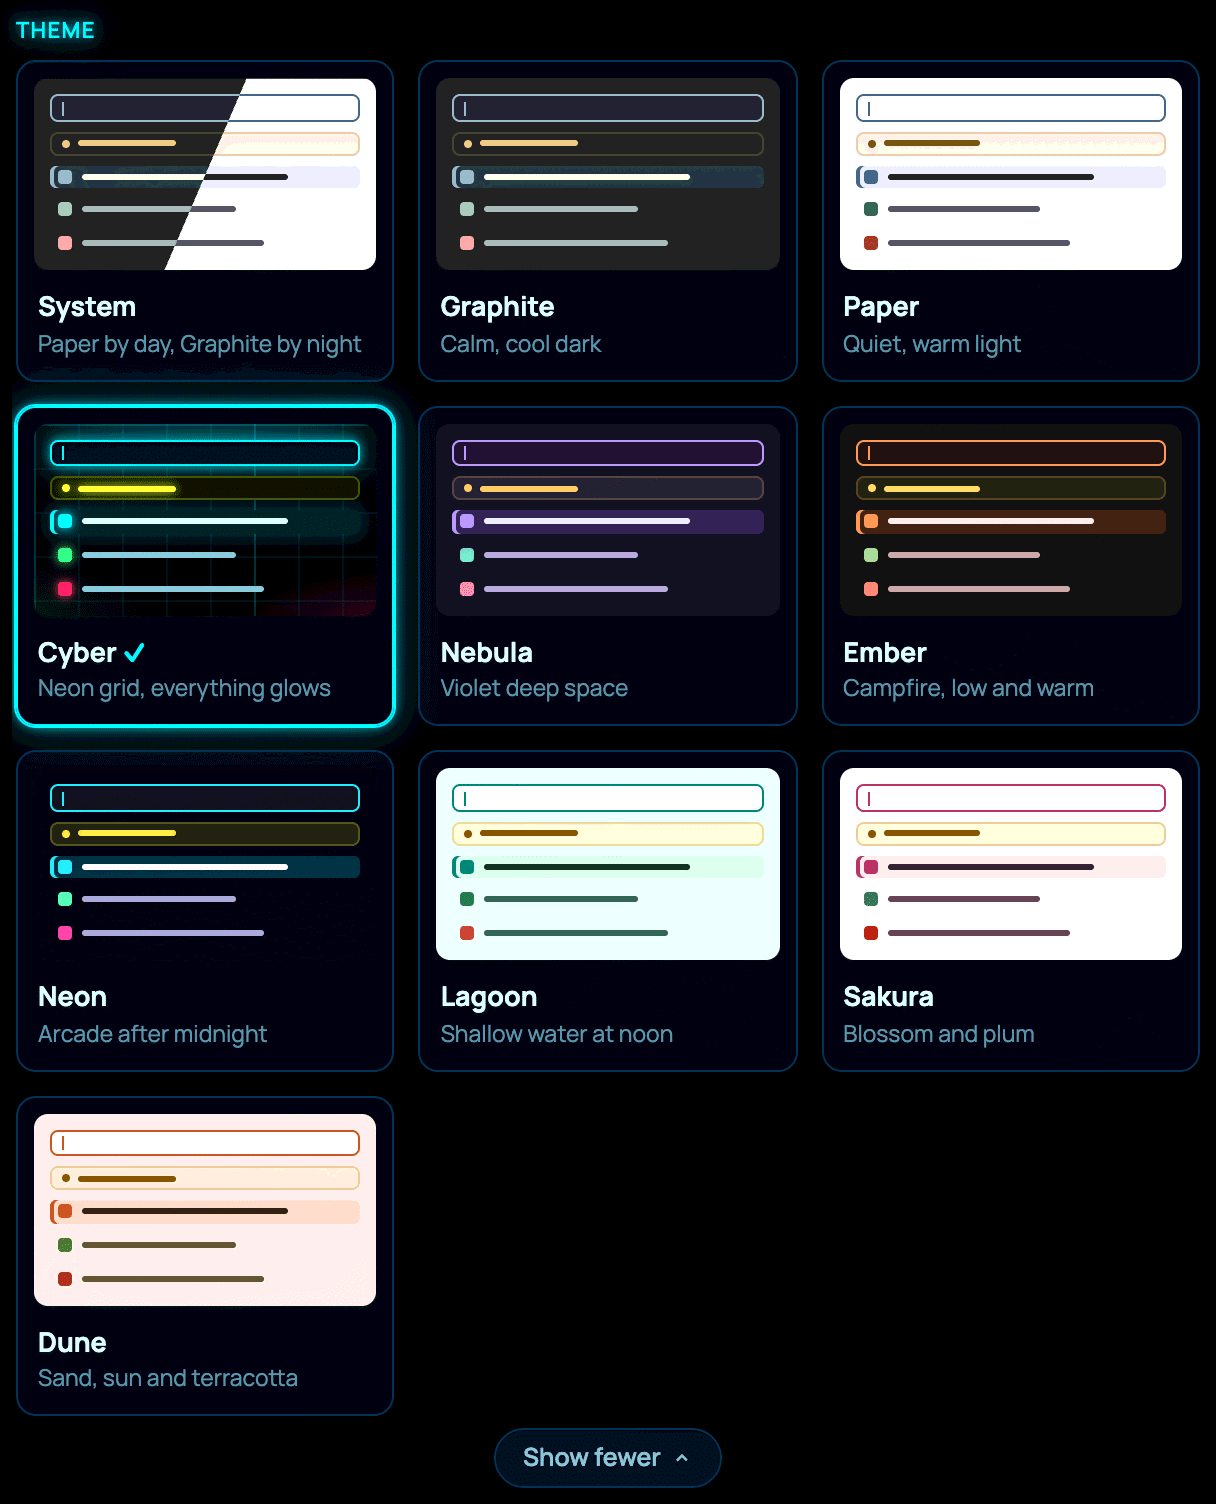 THEME
System
Paper by day, Graphite by night
Graphite
Calm, cool dark
Paper
Quiet, warm light
Cyber
Neon grid, everything glows
Nebula
Violet deep space
Ember
Campfire, low and warm
Neon
Arcade after midnight
Lagoon
Shallow water at noon
Sakura
Blossom and plum
Dune
Sand, sun and terracotta
Show fewer